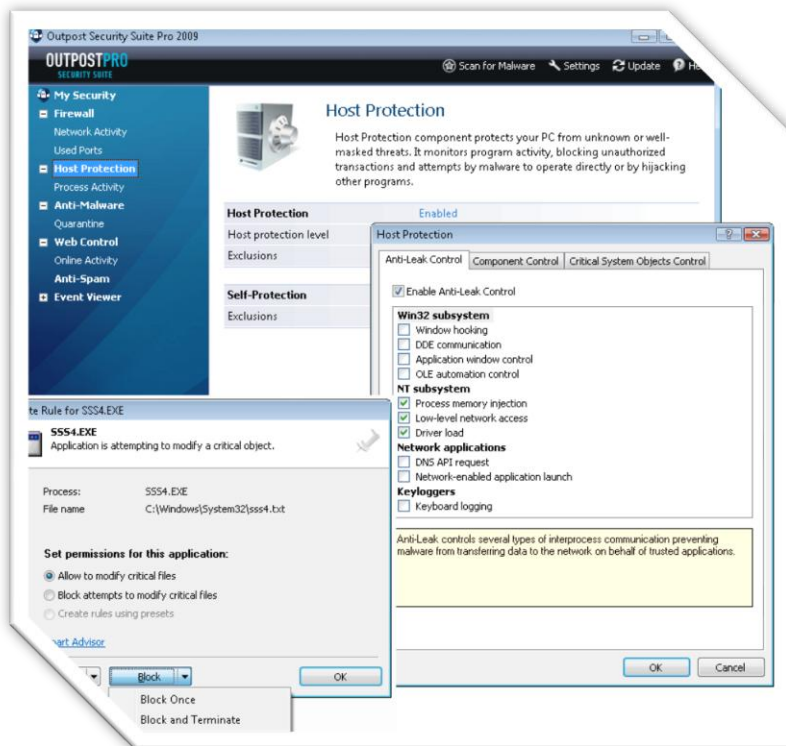 Outpost Security Suite Pro 2009
OUTPOSTPRO
SECURITY SUITE
Scan for Malware Settings Update
My Security
Firewall
Network Activity
Used Ports
Host Protection
Process Activity
Anti-Malware
Quarantine
Web Control
Online Activity
Anti-Spam
Event Viewer
Host Protection
Host Protection component protects your PC from unknown or well-
masked threats. It monitors program activity, blocking unauthorized
transactions and attempts by malware to operate directly or by hijacking
other programs.
Host Protection Enabled
Host protection level
Exclusions
Self-Protection
Exclusions
Host Protection
Anti-Leak Control Component Control Critical System Objects Control
Enable Anti-Leak Control
Win32 subsystem
Window hooking
DDE communication
Application window control
OLE automation control
NT subsystem
Process memory injection
Low-level network access
Driver load
Network applications
DNS API request
Network-enabled application launch
Keyloggers
Keyboard logging
Anti-Leak controls several types of interprocess communication preventing
malware from transferring data to the network on behalf of trusted applications.
OK Cancel
te Rule for SSS4.EXE
SSS4.EXE
Application is attempting to modify a critical object.
Process: SSS4.EXE
File name C:\Windows\System32\sss4.txt
Set permissions for this application:
Allow to modify critical files
Block attempts to modify critical files
Create rules using presets
art Advisor
Block OK
Block Once
Block and Terminate